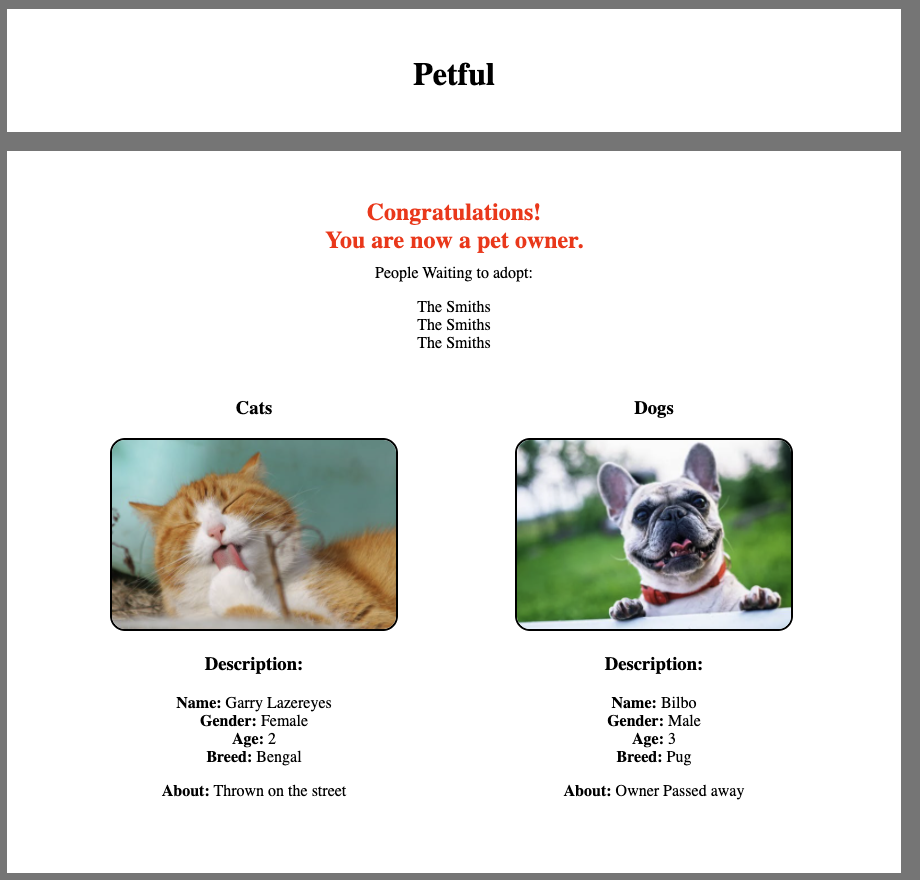 Petful
Congratulations!
You are now a pet owner.
People Waiting to adopt:
The Smiths
The Smiths
The Smiths
Cats
Dogs
Description:
Name: Garry Lazereyes
Gender: Female
Age: 2
Breed: Bengal
About: Thrown on the street
Description:
Name: Bilbo
Gender: Male
Age: 3
Breed: Pug
About: Owner Passed away